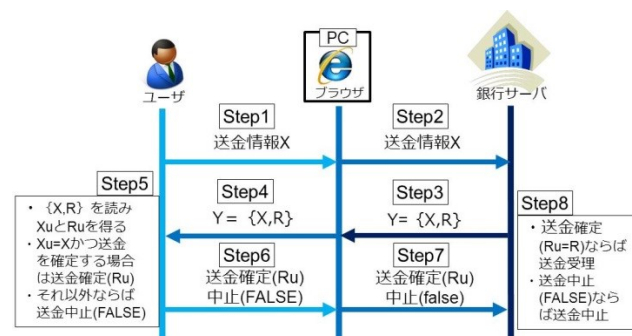 PC
ユーザ
ブラウザ
銀行サーバ
Step1
送金情報X
Step2
送金情報X
Step5
・ {X,R} を読み
XuとRuを得る
・Xu=Xかつ送金
を確定する場合
は送金確定(Ru)
・それ以外ならば
送金中止(FALSE)
Step4
Y= {X,R}
Step3
Y= {X,R}
Step6
送金確定(Ru)
中止(FALSE)
Step7
送金確定(Ru)
中止(false)
Step8
・ 送金確定
(Ru=R)ならば
送金受理
・ 送金中止
(FALSE)なら
ば送金中止